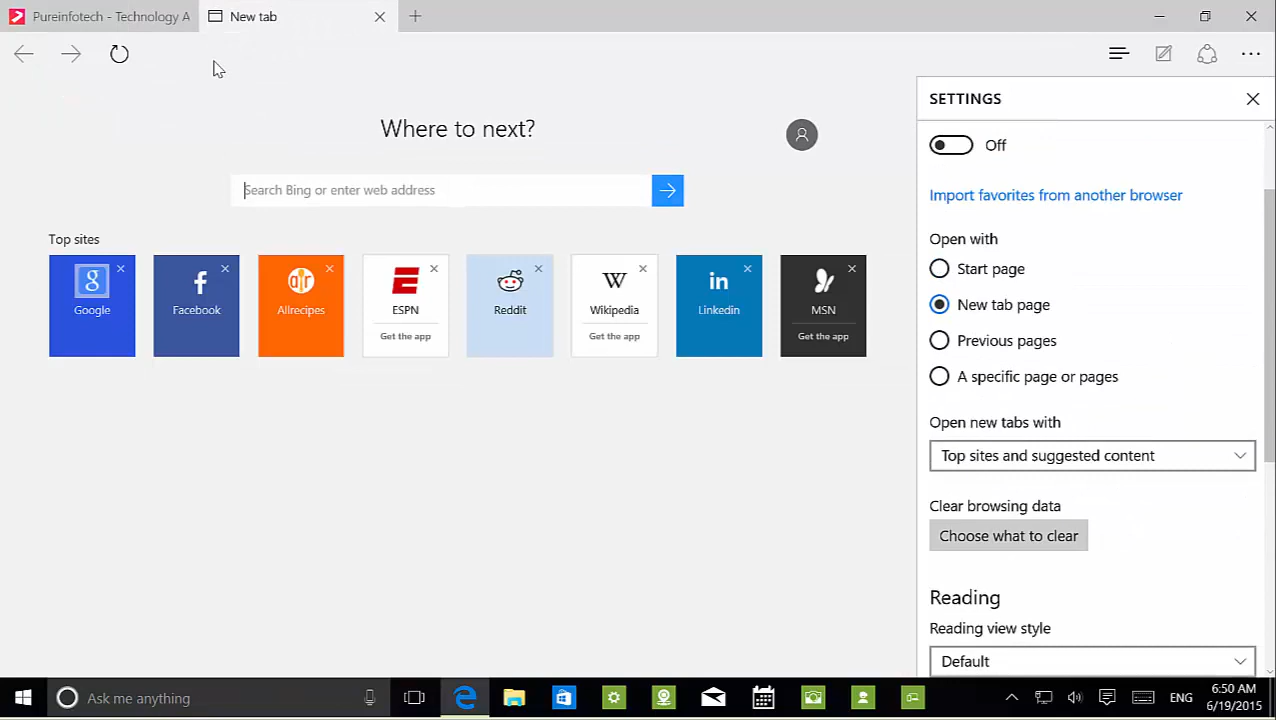 Pureinfotech - Technology A
New tab
Where to next?
Search Bing or enter web address
Top sites
g
Google
f
Facebook
ar
Allrecipes
E
ESPN
Get the app
Reddit
W
Wikipedia
Get the app
in
Linkedin
MSN
Get the app
SETTINGS
Off
Import favorites from another browser
Open with
Start page
New tab page
Previous pages
A specific page or pages
Open new tabs with
Top sites and suggested content
Clear browsing data
Choose what to clear
Reading
Reading view style
Default
Ask me anything
ENG
6:50 AM
6/19/2015